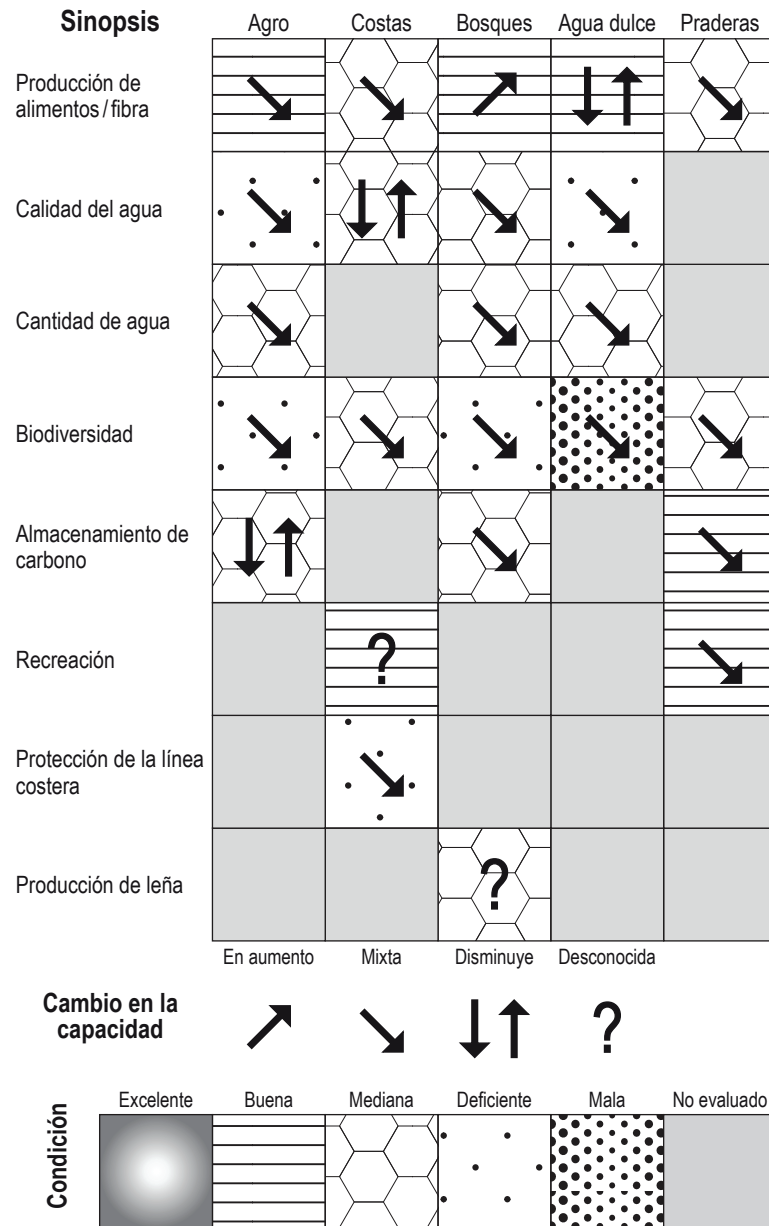 Sinopsis
Agro Costas Bosques Agua dulce Praderas
Producción de
alimentos/fibra
Calidad del agua
Cantidad de agua
Biodiversidad
Almacenamiento de
carbono
Recreación
?
Protección de la línea
costera
Producción de leña
?
En aumento Mixta Disminuye Desconocida
Cambio en la
capacidad
?
Condición
Excelente Buena Mediana Deficiente Mala No evaluado